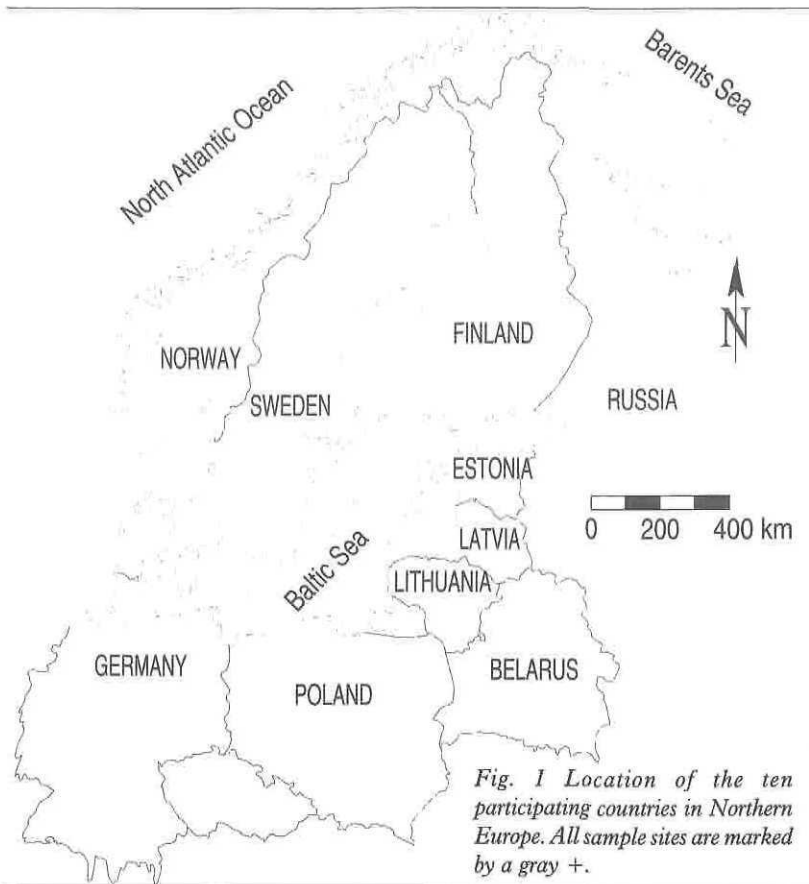 Barents Sea
North Atlantic Ocean
N
NORWAY
FINLAND
SWEDEN
RUSSIA
ESTONIA
0 200 400 km
LATVIA
Baltic Sea
LITHUANIA
GERMANY
POLAND
BELARUS
Fig. 1 Location of the ten
participating countries in Northern
Europe. All sample sites are marked
by a gray +.